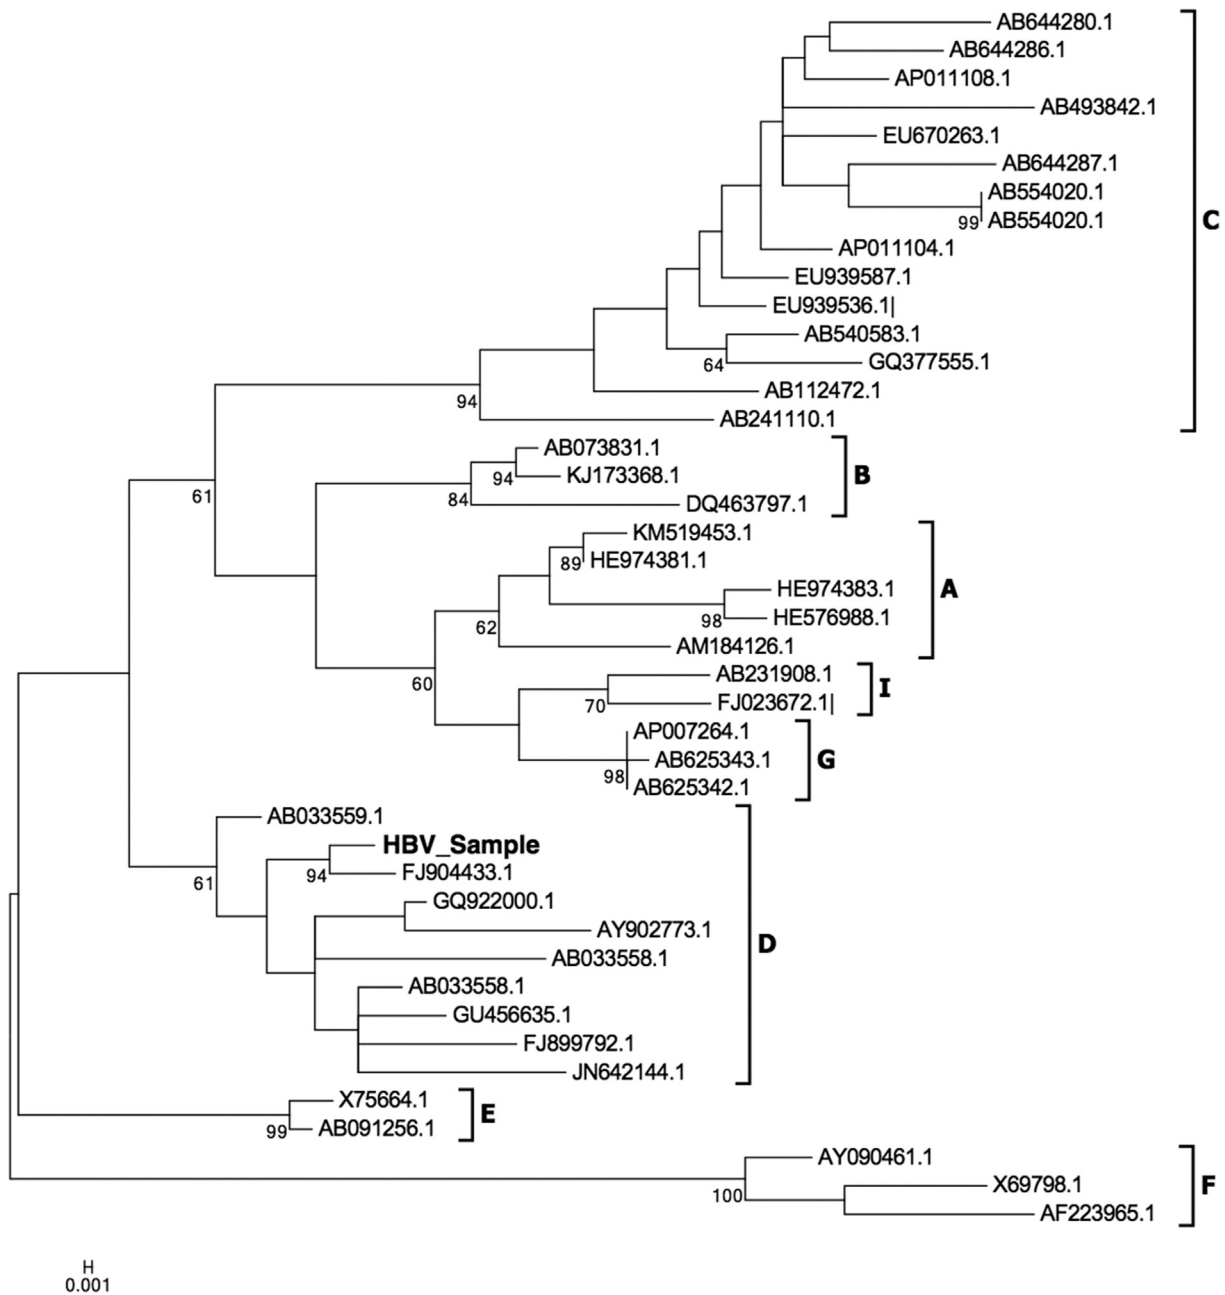 AB644280.1
AB644286.1
AP011108.1
AB493842.1
EU670263.1
AB644287.1
AB554020.1
AB554020.1
99
C
AP011104.1
EU939587.1
EU939536.1|
AB540583.1
GQ377555.1
64
AB112472.1
94
AB241110.1
AB073831.1
KJ173368.1
94
B
61
84
DQ463797.1
KM519453.1
HE974381.1
89
HE974383.1
A
HE576988.1
98
62
AM184126.1
AB231908.1
60
I
FJ023672.1|
70
AP007264.1
AB625343.1
G
98
AB625342.1
AB033559.1
HBV_Sample
FJ904433.1
94
61
GQ922000.1
AY902773.1
D
AB033558.1
AB033558.1
GU456635.1
FJ899792.1
JN642144.1
X75664.1
E
AB091256.1
99
AY090461.1
X69798.1
F
100
AF223965.1
H
0.001